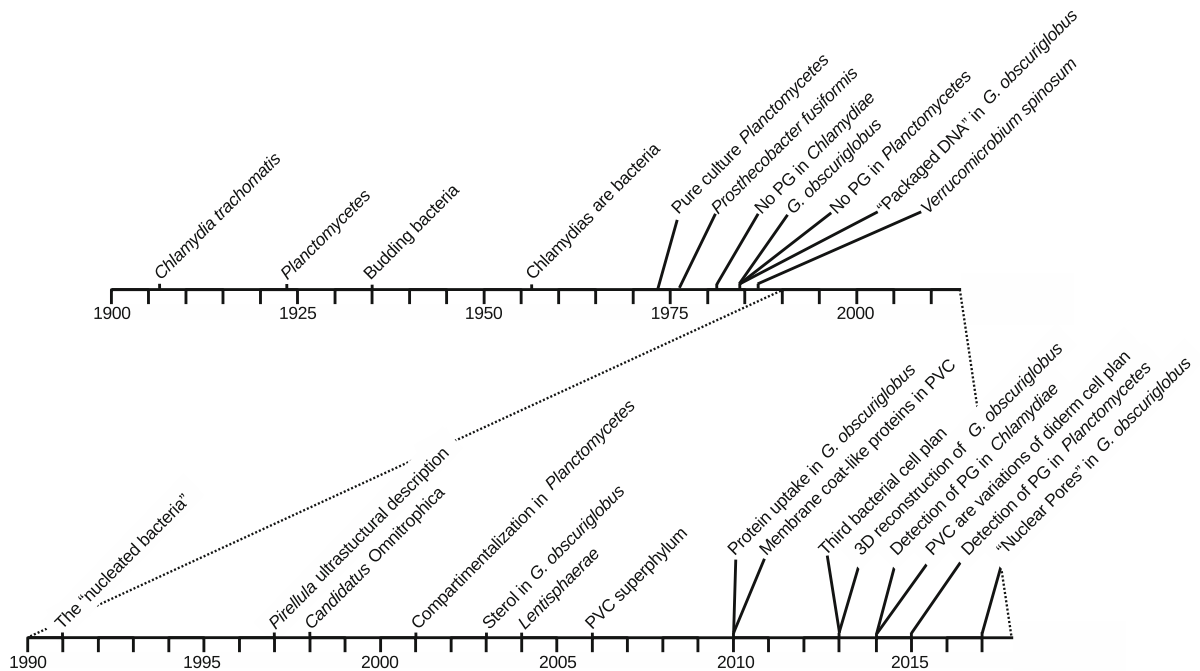 Chlamydia trachomatis
Planctomycetes
Budding bacteria
Chlamydias are bacteria
Pure culture Planctomycetes
Prosthecobacter fusiformis
No PG in Chlamydiae
G. obscuriglobus
No PG in Planctomycetes
“Packaged DNA” in G. obscuriglobus
Verrucomicrobium spinosum
1900 1925 1950 1975 2000
The “nucleated bacteria”
Pirellula ultrastuctural description
Candidatus Omnitrophica
Compartimentalization in Planctomycetes
Sterol in G. obscuriglobus
Lentisphaerae
PVC superphylum
Protein uptake in G. obscuriglobus
Membrane coat-like proteins in PVC
Third bacterial cell plan
3D reconstruction of G. obscuriglobus
Detection of PG in Chlamydiae
PVC are variations of diderm cell plan
Detection of PG in Planctomycetes
“Nuclear Pores” in G. obscuriglobus
1990 1995 2000 2005 2010 2015